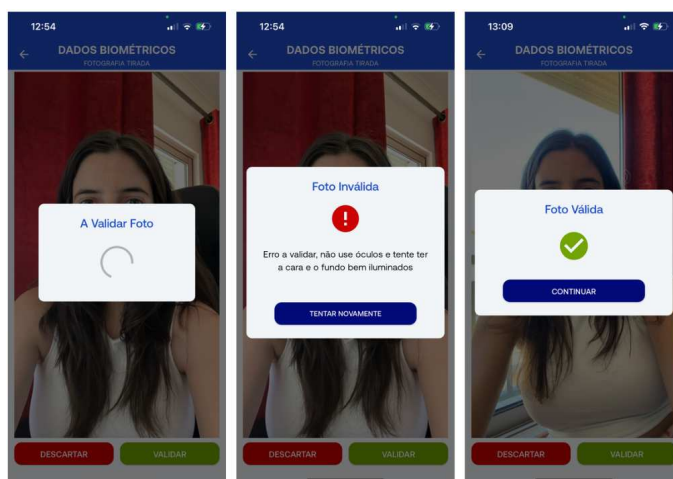 12:54
DADOS BIOMÉTRICOS
FOTOGRAFIA TIRADA
A Validar Foto
DESCARTAR
VALIDAR
12:54
DADOS BIOMÉTRICOS
FOTOGRAFIA TIRADA
Foto Inválida
Erro a validar, não use óculos e tente ter
a cara e o fundo bem iluminados
TENTAR NOVAMENTE
DESCARTAR
VALIDAR
13:09
DADOS BIOMÉTRICOS
FOTOGRAFIA TIRADA
Foto Válida
CONTINUAR
DESCARTAR
VALIDAR